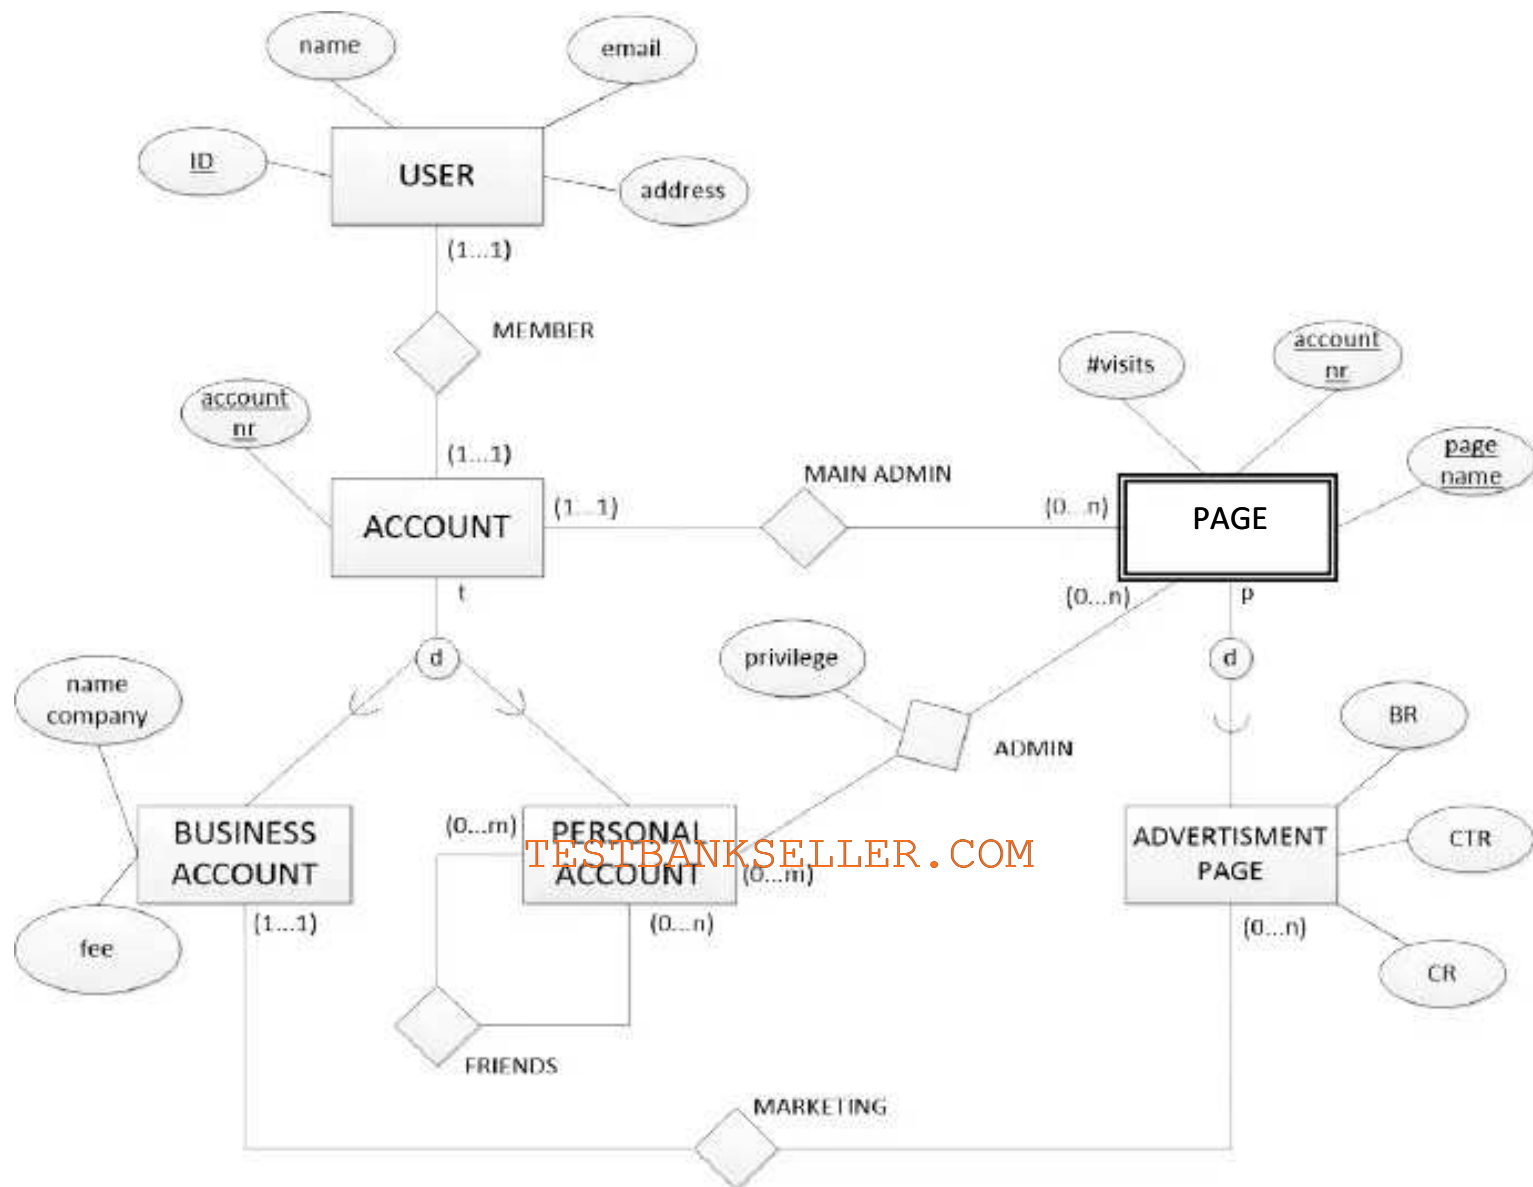 name
email
ID
USER
address
(1...1)
MEMBER
account
nr
(1...1)
#visits
account
nr
page
name
MAIN ADMIN
ACCOUNT
(1...1)
(0...n)
PAGE
t
(0...n)
p
d
privilege
d
name
company
BR
ADMIN
BUSINESS
ACCOUNT
(0...m)
PERSONAL
ACCOUNT
TESTBANKSELLER.COM
(0...m)
ADVERTISMENT
PAGE
CTR
(1...1)
(0...n)
(0...n)
fee
CR
FRIENDS
MARKETING